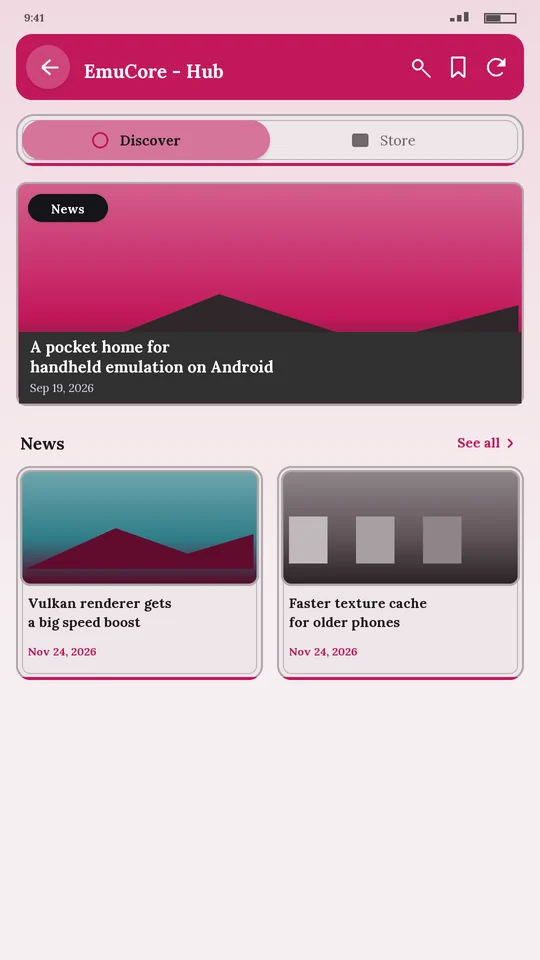 9:41
EmuCore - Hub
Discover
Store
News
A pocket home for
handheld emulation on Android
Sep 19, 2026
News
See all
Vulkan renderer gets
a big speed boost
Nov 24, 2026
Faster texture cache
for older phones
Nov 24, 2026